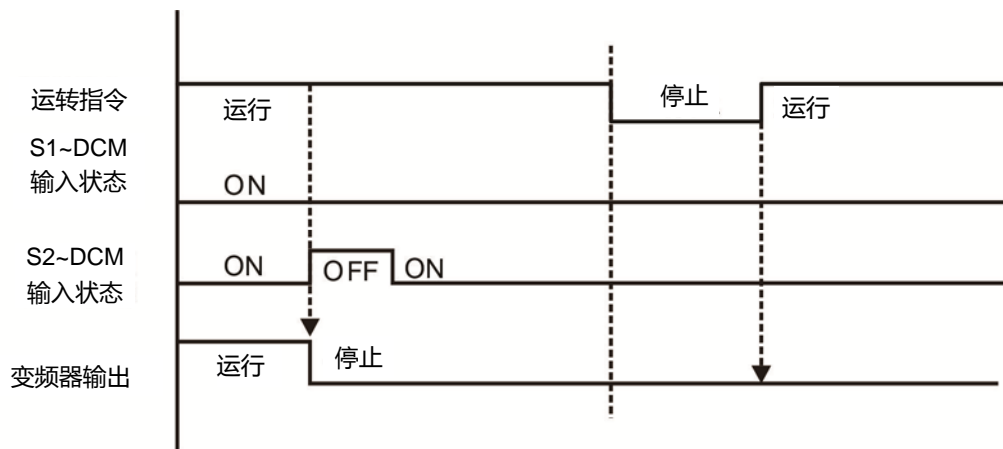 运转指令
运行
停止
运行
S1~DCM
输入状态
ON
S2~DCM
输入状态
ON
OFF
ON
变频器输出
运行
停止